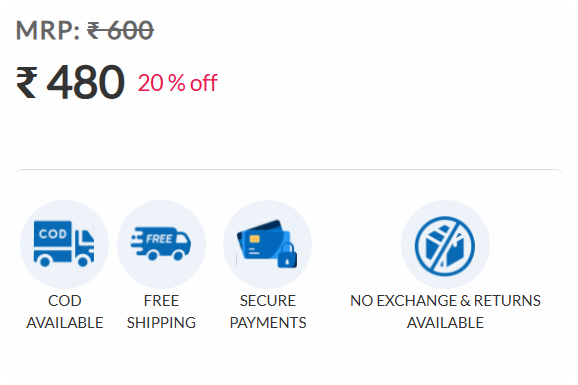 MRP: ₹ 600
₹ 480 20 % off
COD
FREE
COD
AVAILABLE
FREE
SHIPPING
SECURE
PAYMENTS
NO EXCHANGE & RETURNS
AVAILABLE